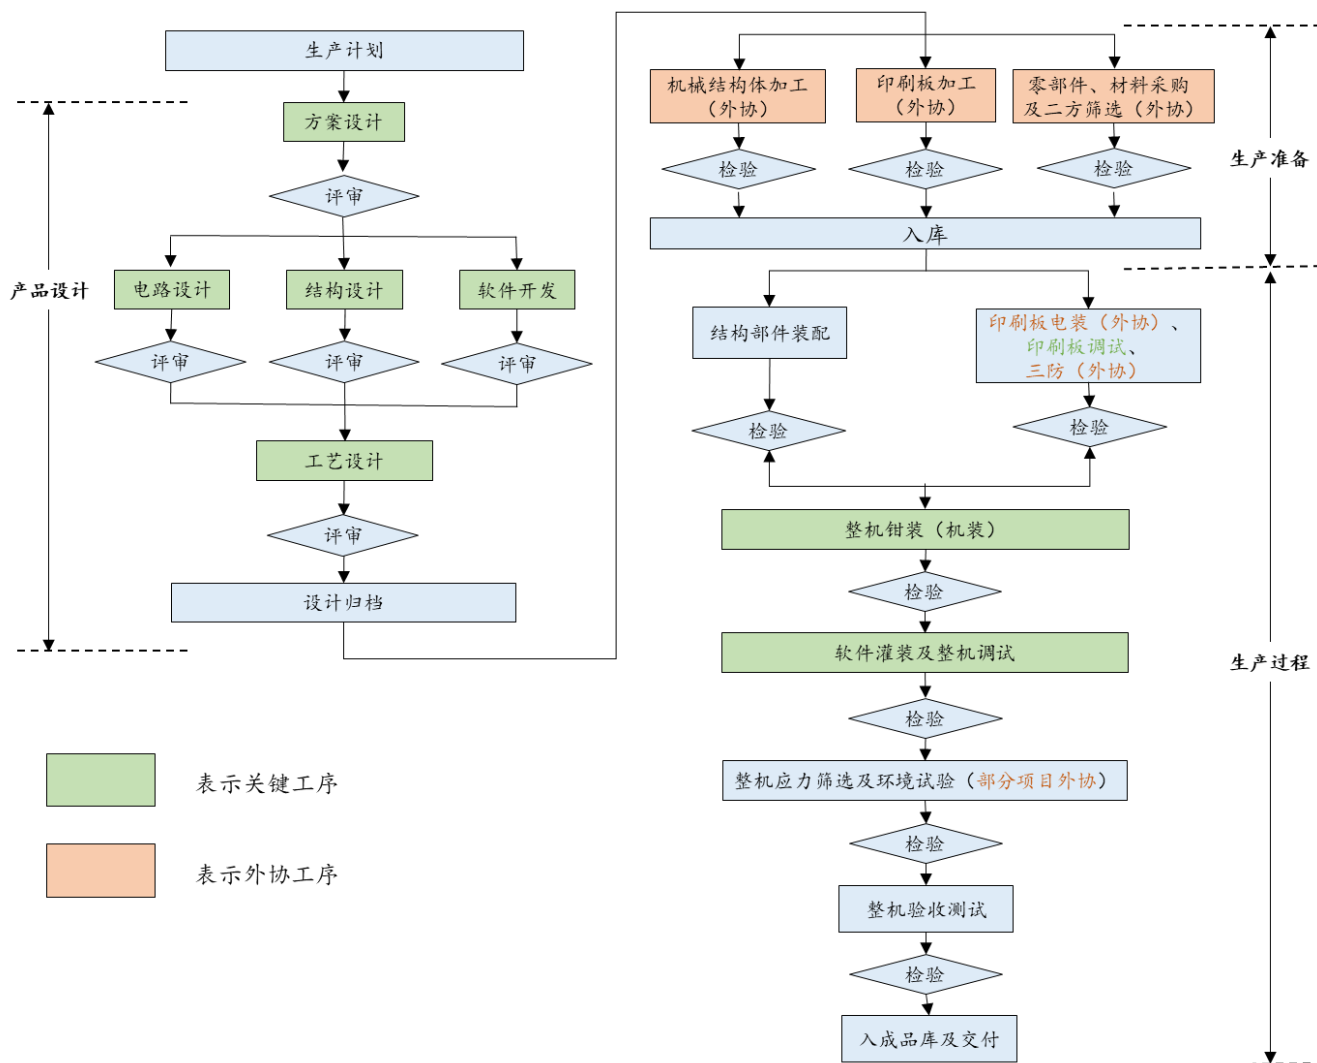 生产计划
方案设计
评审
产品设计
电路设计
结构设计
软件开发
评审
评审
评审
工艺设计
评审
设计归档
表示关键工序
表示外协工序
机械结构体加工
（外协）
印刷板加工
（外协）
零部件、材料采购
及二方筛选（外协）
检验
检验
检验
生产准备
入库
结构部件装配
印刷板电装（外协）、
印刷板调试、
三防（外协）
检验
检验
整机钳装（机装）
检验
软件灌装及整机调试
生产过程
检验
整机应力筛选及环境试验（部分项目外协）
检验
整机验收测试
检验
入成品库及交付